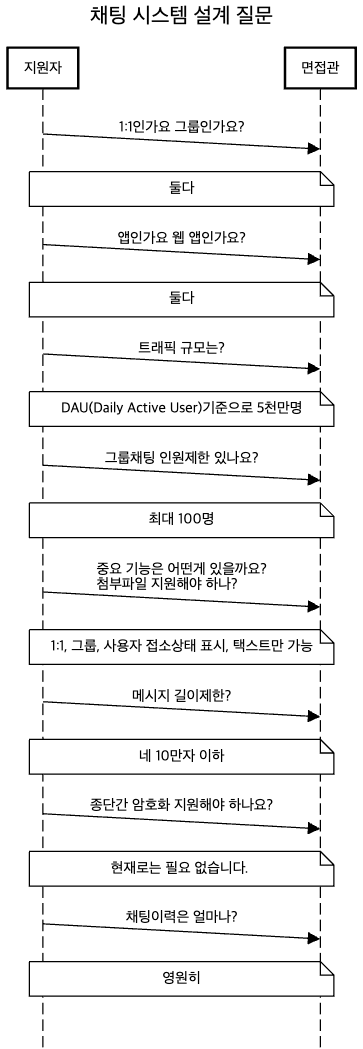 채팅 시스템 설계 질문
지원자
면접관
1:1인가요 그룹인가요?
둘다
앱인가요 웹 앱인가요?
둘다
트래픽 규모는?
DAU(Daily Active User)기준으로 5천만명
그룹채팅 인원제한 있나요?
최대 100명
중요 기능은 어떤게 있을까요?
첨부파일 지원해야 하나?
1:1, 그룹, 사용자 접소상태 표시, 택스트만 가능
메시지 길이제한?
네 10만자 이하
종단간 암호화 지원해야 하나요?
현재로는 필요 없습니다.
채팅이력은 얼마나?
영원히